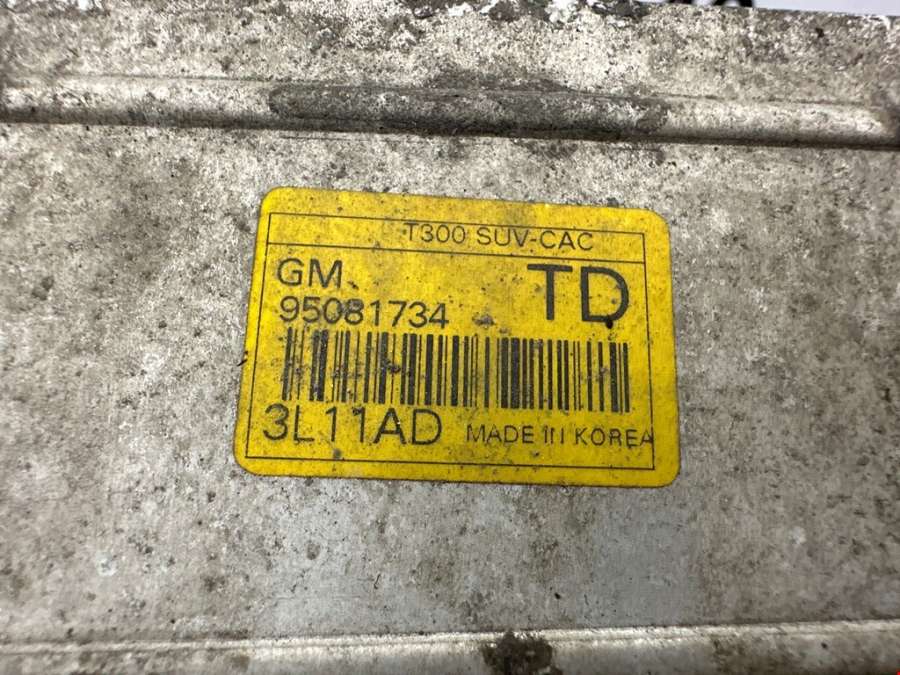 T300 SUV-CAC
GM
TD
95081734
3L11AD
MADE IN KOREA